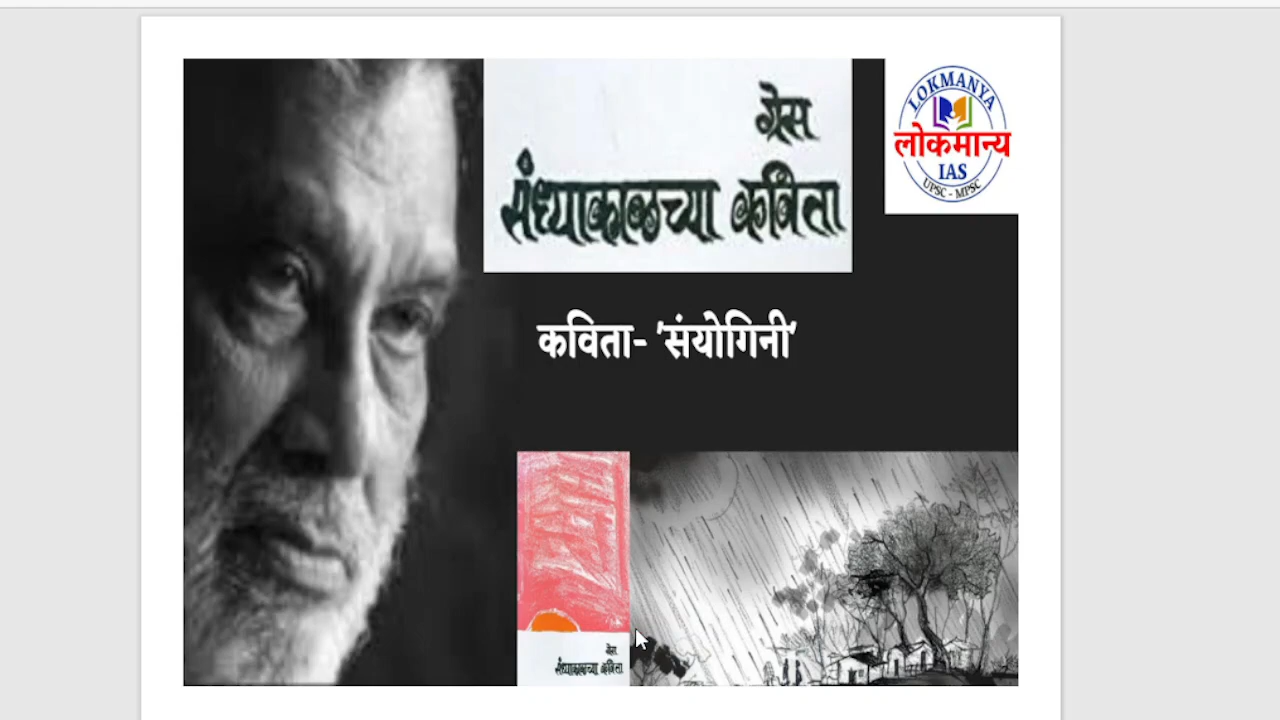 ग्रेस
संध्याकाळच्या कविता
LOKMANYA
लोकमान्य
IAS
UPSC - MPSC
कविता- 'संयोगिनी'
ग्रेस
संध्याकाळच्या कविता